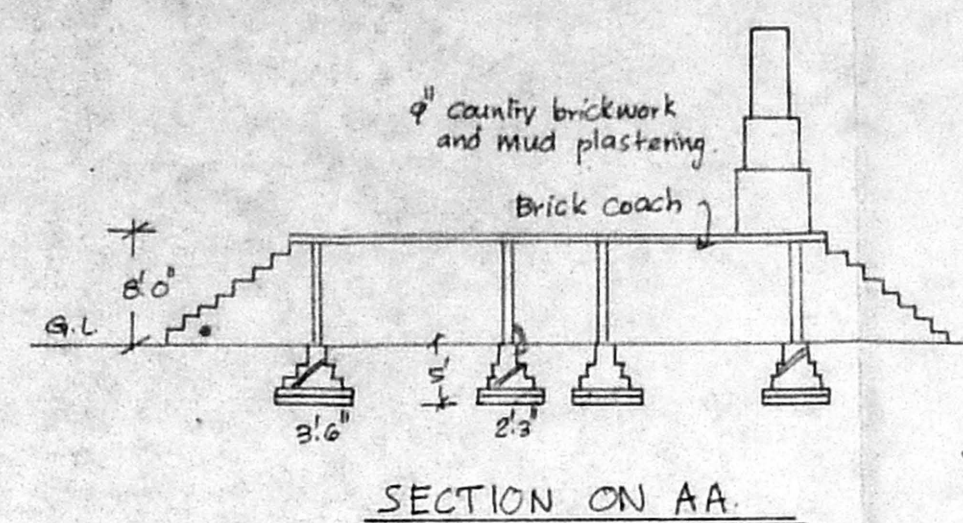 9" country brickwork
and mud plastering.
Brick coach
8'.0"
G.L.
5'
3'.6"
2'.3"
SECTION ON AA.